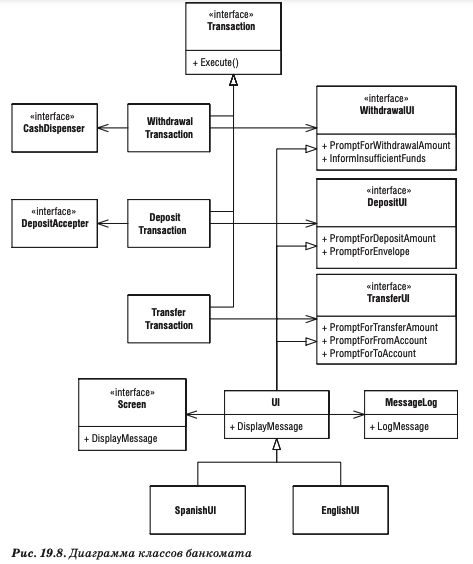 «interface»
Transaction
+ Execute()
«interface»
CashDispenser
Withdrawal
Transaction
«interface»
WithdrawalUI
+ PromptForWithdrawalAmount
+ InformInsufficientFunds
«interface»
DepositAccepter
Deposit
Transaction
«interface»
DepositUI
+ PromptForDepositAmount
+ PromptForEnvelope
Transfer
Transaction
«interface»
TransferUI
+ PromptForTransferAmount
+ PromptForFromAccount
+ PromptForToAccount
«interface»
Screen
+ DisplayMessage
UI
+ DisplayMessage
MessageLog
+ LogMessage
SpanishUI
EnglishUI
Рис. 19.8. Диаграмма классов банкомата